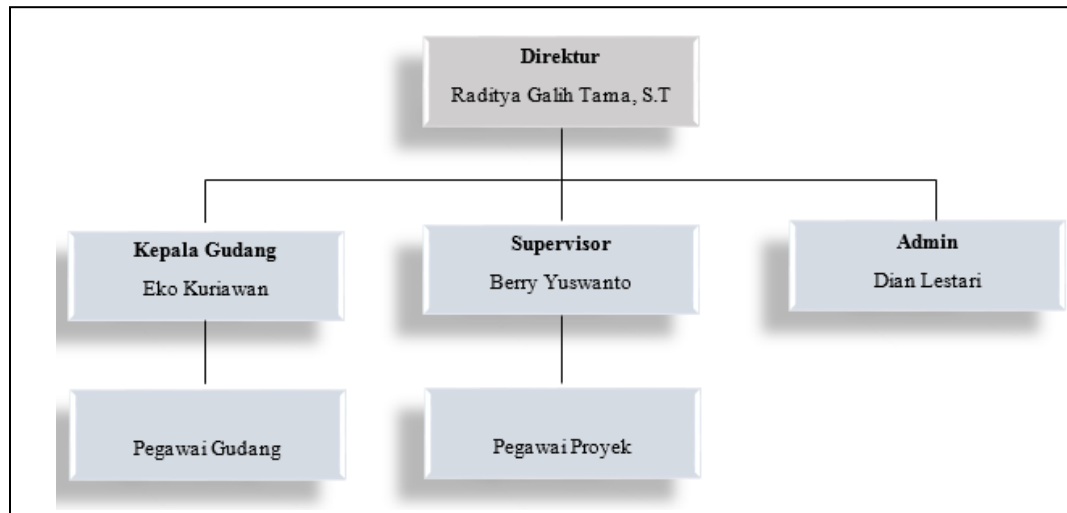 Direktur
Raditya Galih Tama, S.T
Kepala Gudang
Eko Kuriawan
Supervisor
Berry Yuswanto
Admin
Dian Lestari
Pegawai Gudang
Pegawai Proyek